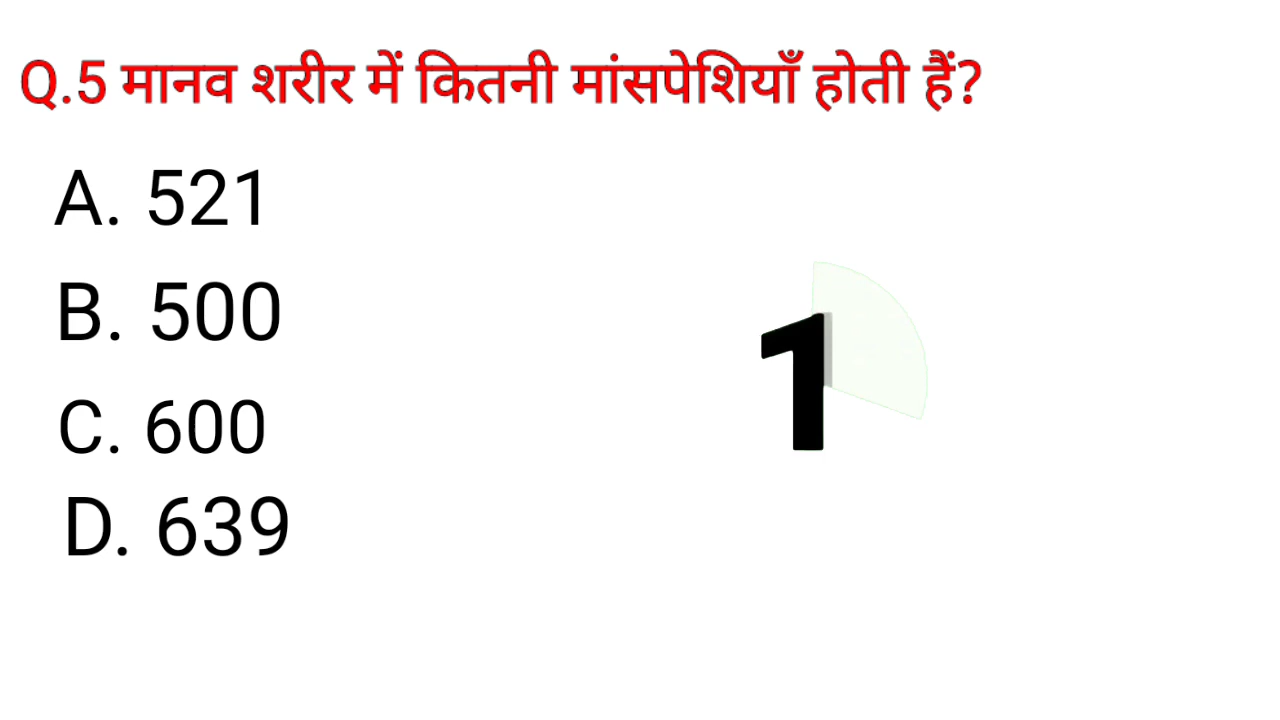 Q.5 मानव शरीर में कितनी मांसपेशियाँ होती हैं?
A. 521
B. 500
1
C. 600
D. 639